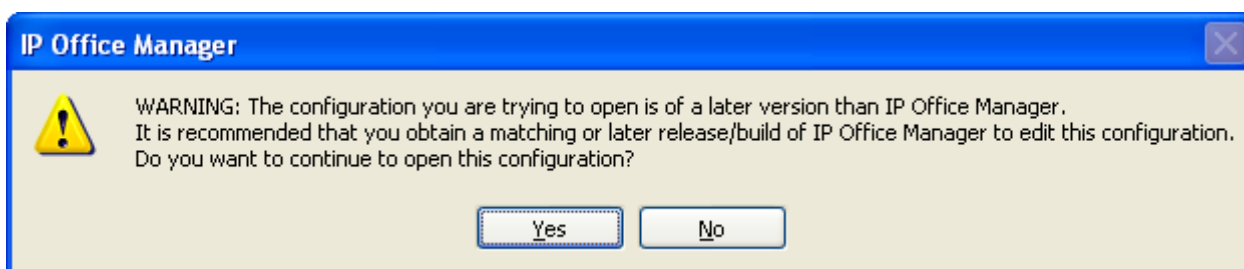 IP Office Manager
WARNING: The configuration you are trying to open is of a later version than IP Office Manager.
It is recommended that you obtain a matching or later release/build of IP Office Manager to edit this configuration.
Do you want to continue to open this configuration?
Yes No